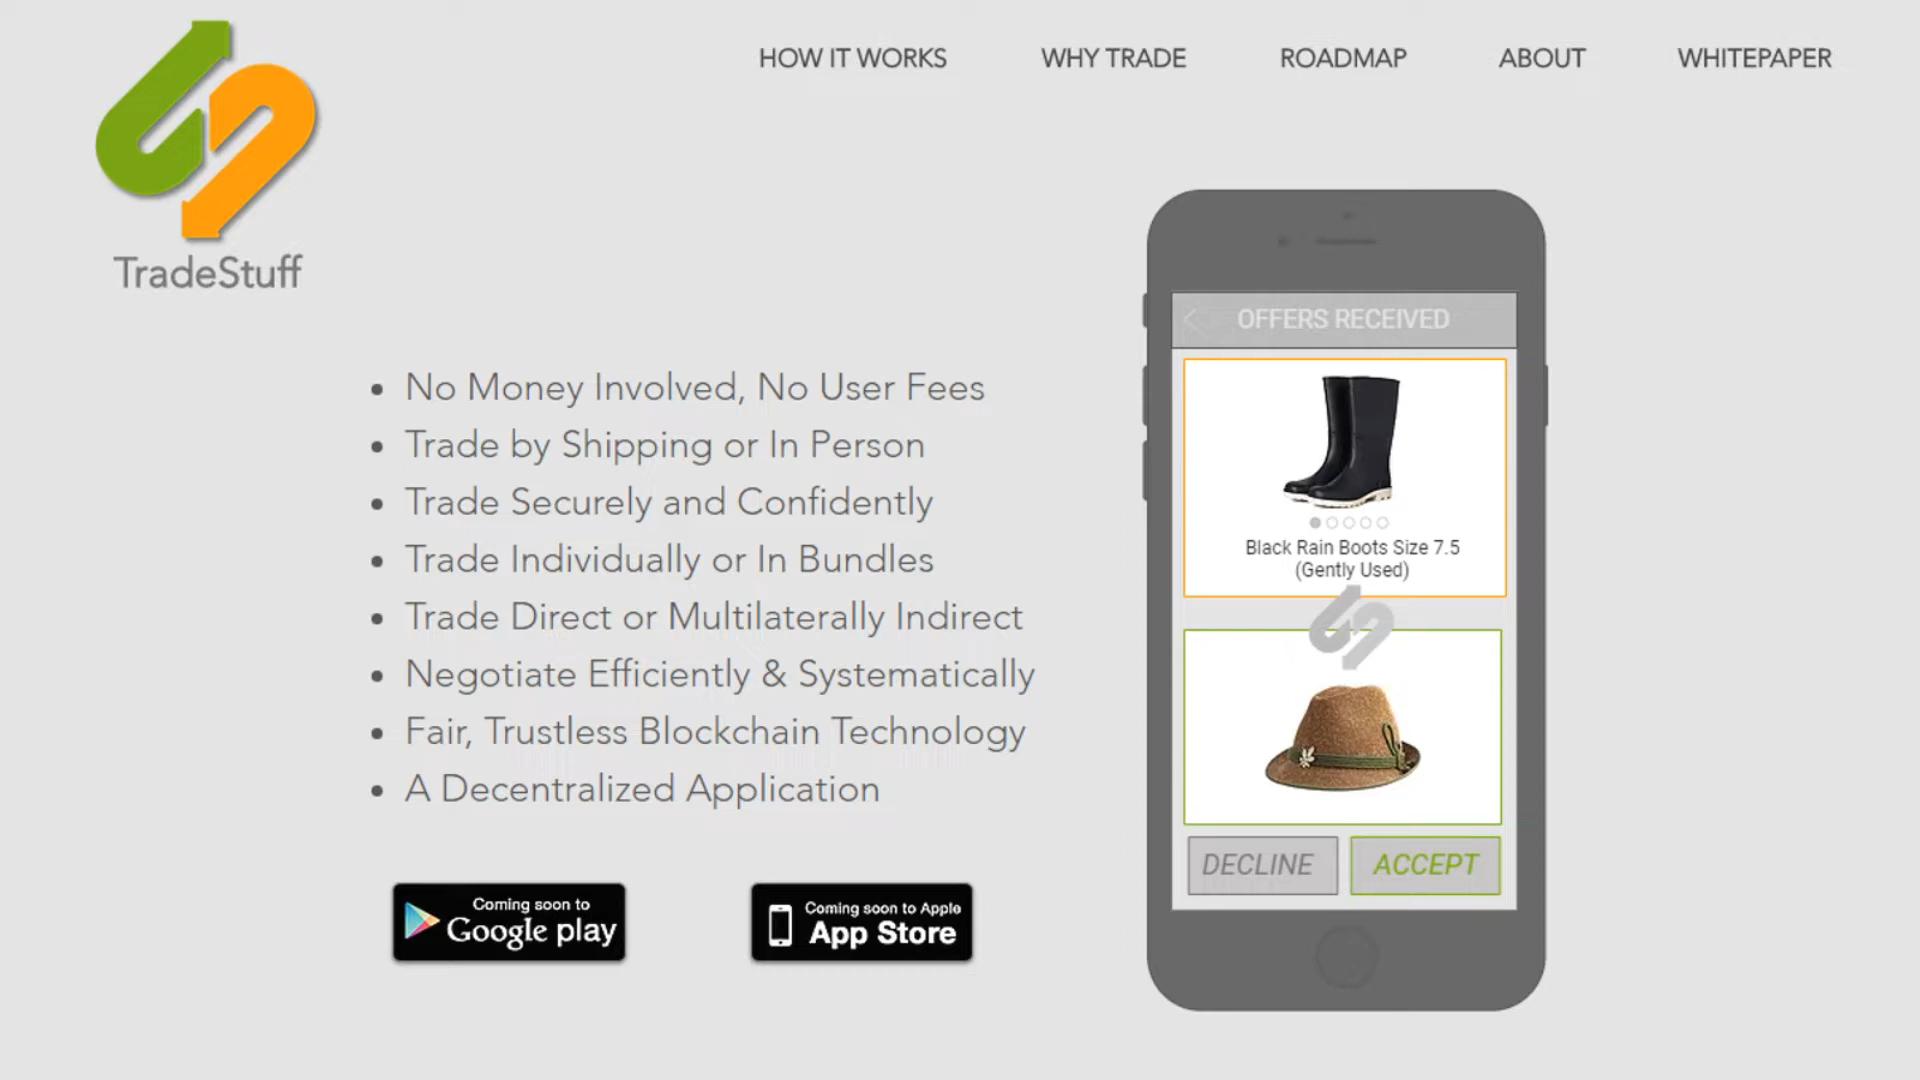 HOW IT WORKS WHY TRADE ROADMAP ABOUT WHITEPAPER
TradeStuff
No Money Involved, No User Fees
Trade by Shipping or In Person
Trade Securely and Confidently
Trade Individually or In Bundles
Trade Direct or Multilaterally Indirect
Negotiate Efficiently & Systematically
Fair, Trustless Blockchain Technology
A Decentralized Application
Coming soon to
Google play
Coming soon to Apple
App Store
OFFERS RECEIVED
Black Rain Boots Size 7.5
(Gently Used)
DECLINE ACCEPT